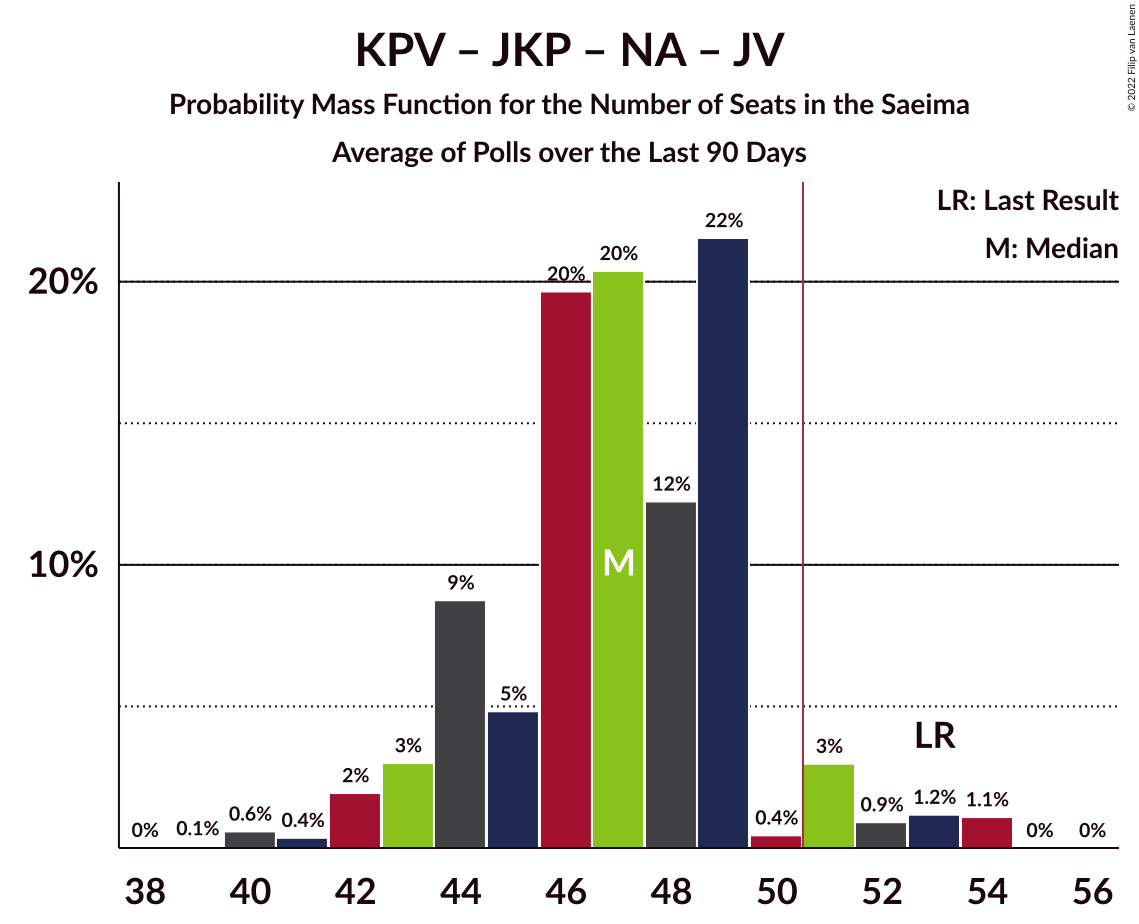 KPV – JKP – NA – JV
Probability Mass Function for the Number of Seats in the Saeima
Average of Polls over the Last 90 Days
© 2022 Filip van Laenen
LR: Last Result
M: Median
20%
10%
0%
0.1%
0.6%
0.4%
2%
3%
9%
5%
20%
20%
12%
22%
0.4%
3%
0.9%
1.2%
1.1%
0%
0%
M
LR
38 40 42 44 46 48 50 52 54 56